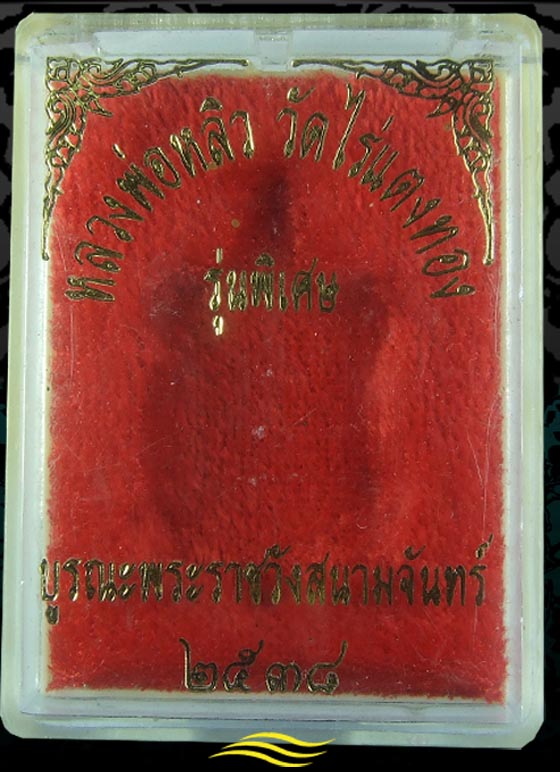 หลวงพ่อหลิว วัดไร่แตงทอง
รุ่นพิเศษ
บูรณะพระราชวังสนามจันทร์
๒๕๓๘